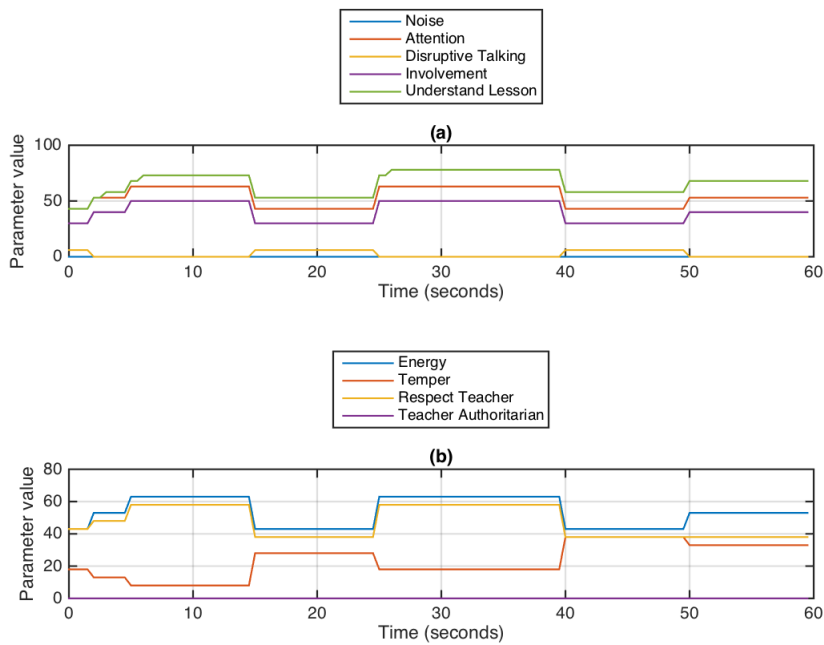 Noise
Attention
Disruptive Talking
Involvement
Understand Lesson
(a)
100
50
0
Parameter value
0 10 20 30 40 50 60
Time (seconds)
Energy
Temper
Respect Teacher
Teacher Authoritarian
(b)
80
60
40
20
0
Parameter value
0 10 20 30 40 50 60
Time (seconds)